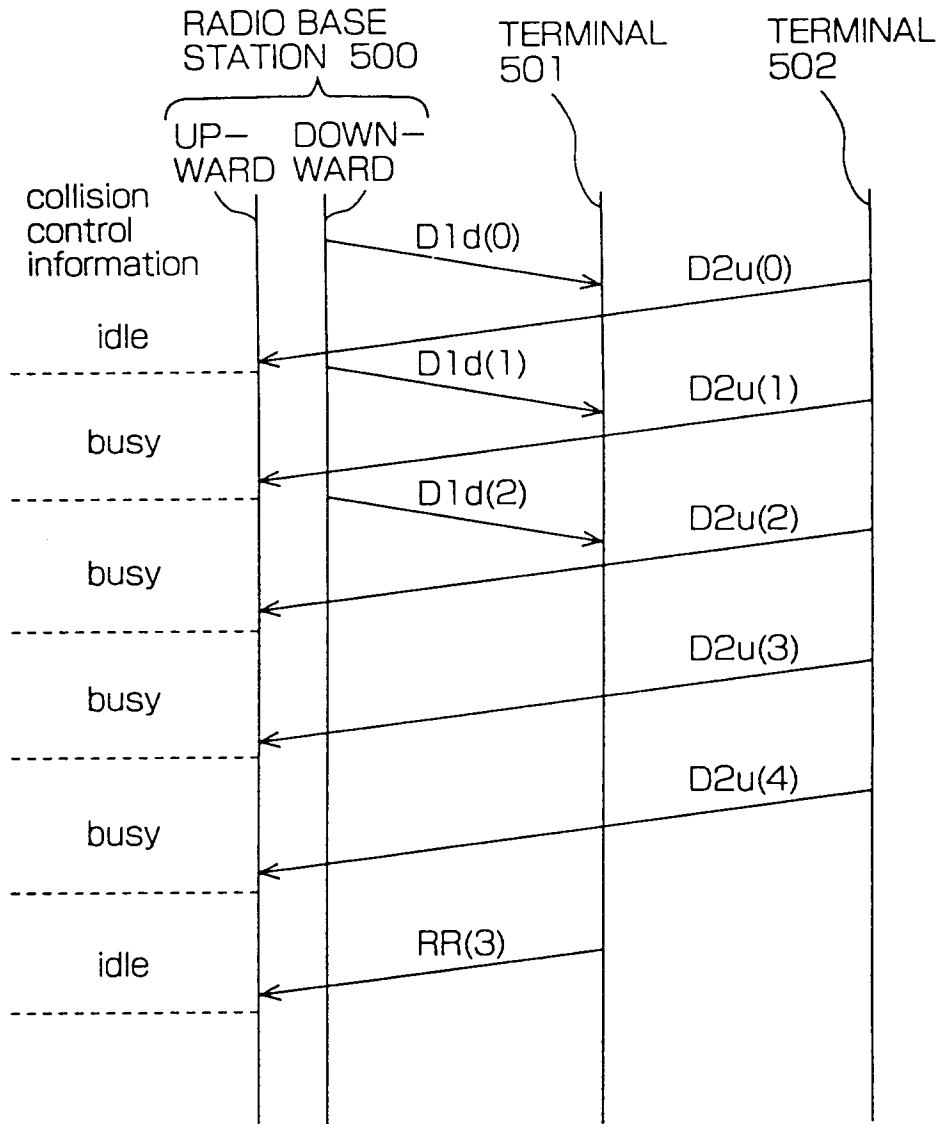 RADIO BASE
STATION 500
TERMINAL
501
TERMINAL
502
UP-
WARD
DOWN-
WARD
collision
control
information
D1d(0)
D2u(0)
idle
D1d(1)
D2u(1)
busy
D1d(2)
D2u(2)
busy
D2u(3)
busy
D2u(4)
busy
RR(3)
idle